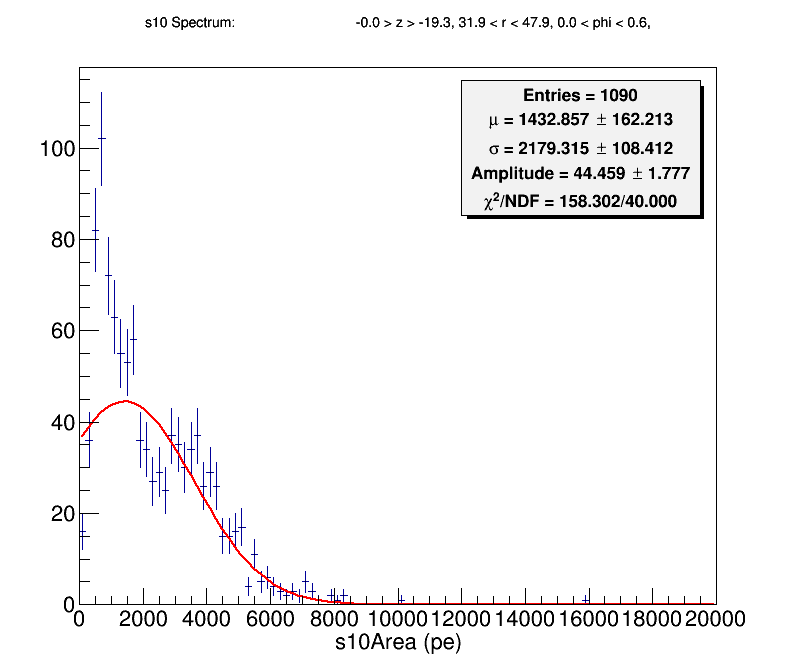 s10 Spectrum: -0.0 > z > -19.3, 31.9 < r < 47.9, 0.0 < phi < 0.6,
Entries = 1090
μ = 1432.857 ± 162.213
σ = 2179.315 ± 108.412
Amplitude = 44.459 ± 1.777
χ²/NDF = 158.302/40.000
100
80
60
40
20
0
0 2000 4000 6000 8000 10000 12000 14000 16000 18000 20000
s10Area (pe)